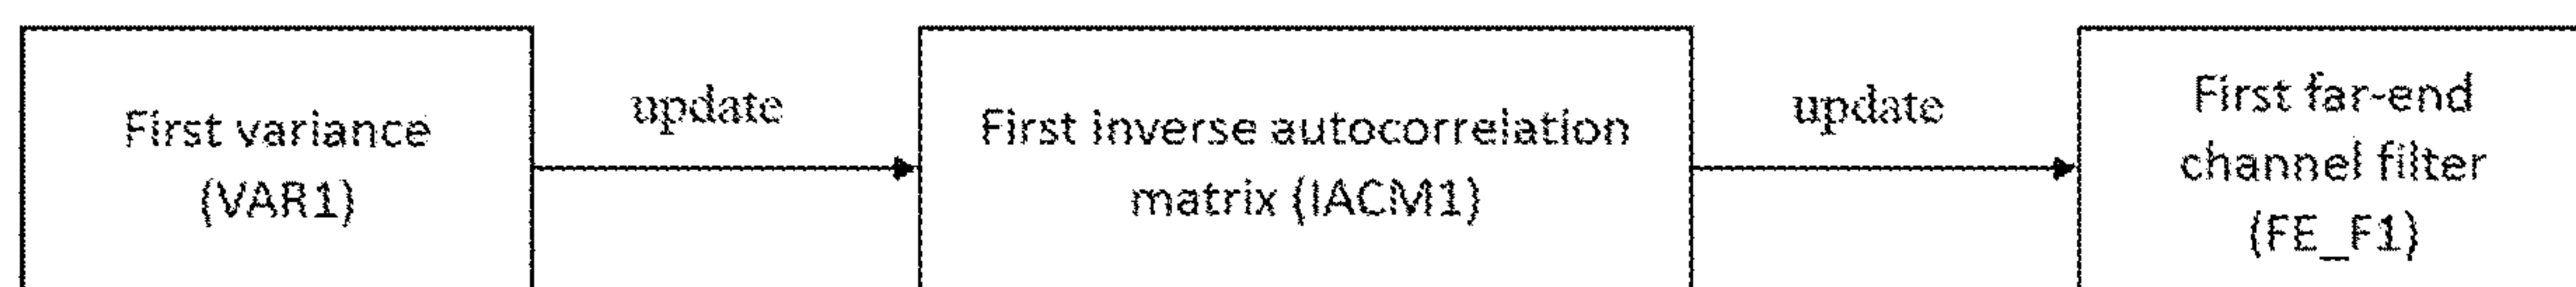 First variance
(VAR1)
update
First inverse autocorrelation
matrix (IACM1)
update
First far-end
channel filter
(FE_F1)